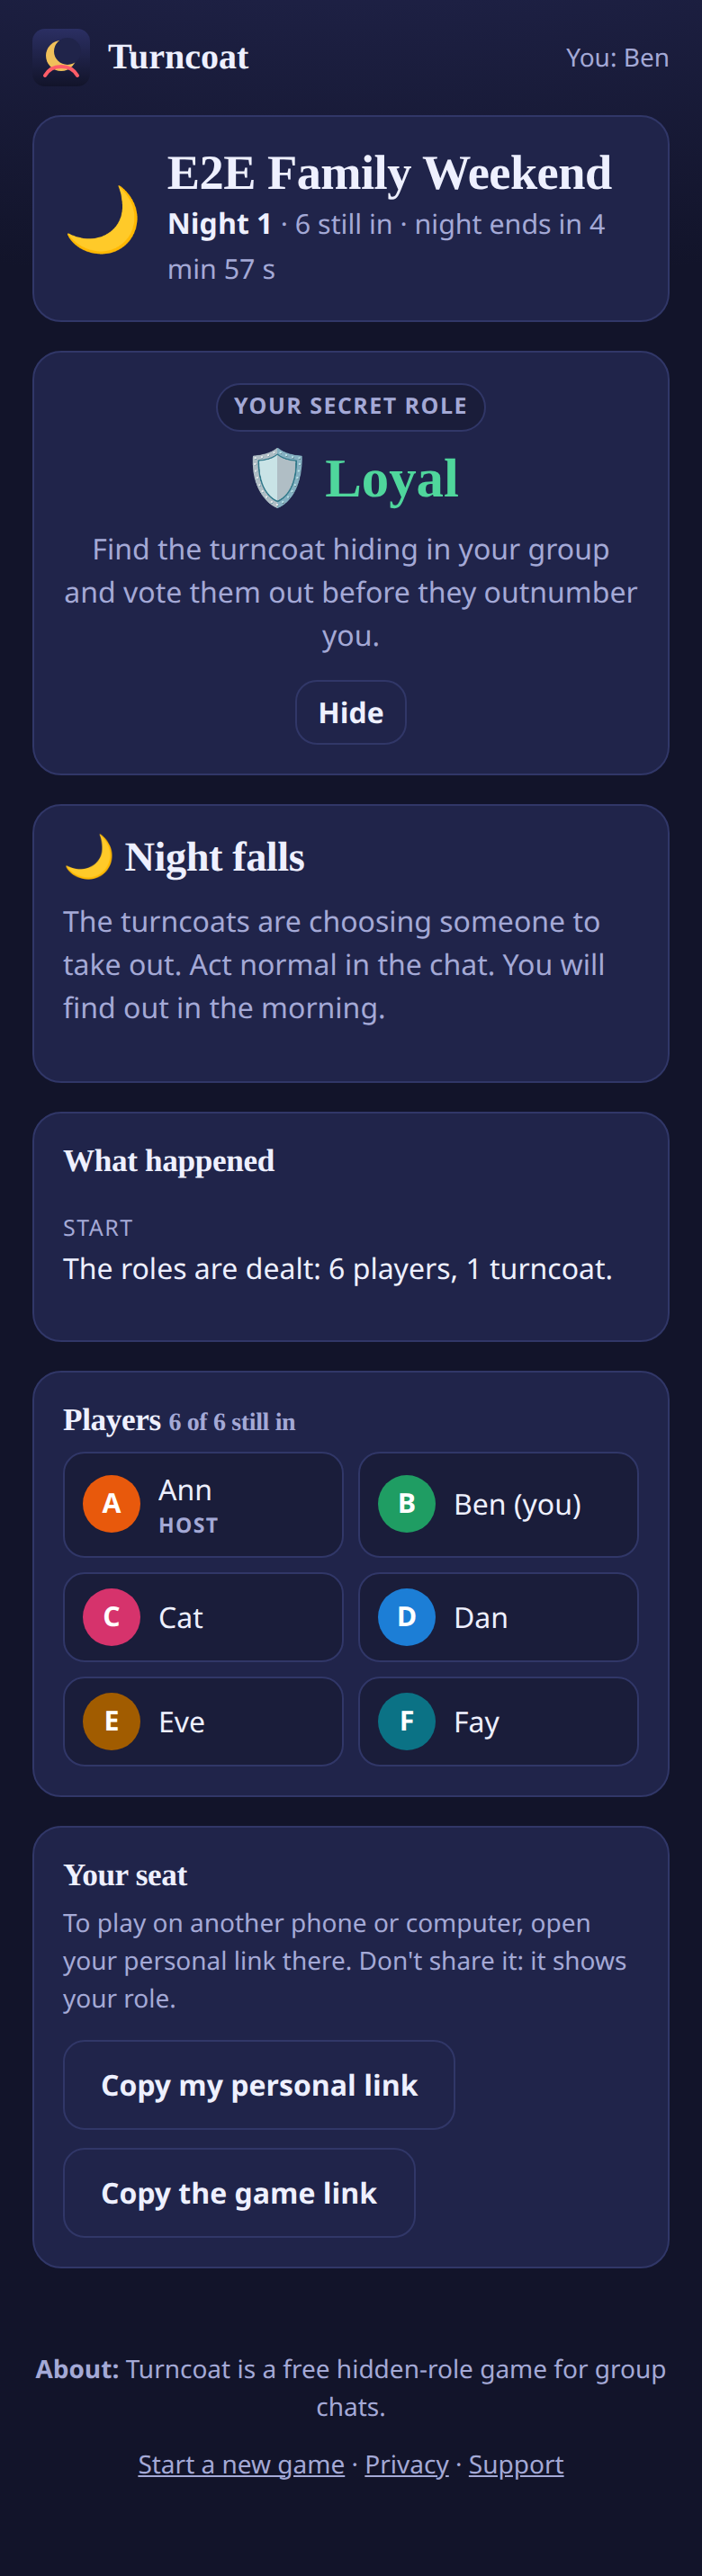 Turncoat
You: Ben
E2E Family Weekend
Night 1 · 6 still in · night ends in 4
min 57 s
YOUR SECRET ROLE
Loyal
Find the turncoat hiding in your group
and vote them out before they outnumber
you.
Hide
Night falls
The turncoats are choosing someone to
take out. Act normal in the chat. You will
find out in the morning.
What happened
START
The roles are dealt: 6 players, 1 turncoat.
Players 6 of 6 still in
A
Ann
HOST
B
Ben (you)
C
Cat
D
Dan
E
Eve
F
Fay
Your seat
To play on another phone or computer, open
your personal link there. Don't share it: it shows
your role.
Copy my personal link
Copy the game link
About: Turncoat is a free hidden-role game for group
chats.
Start a new game · Privacy · Support